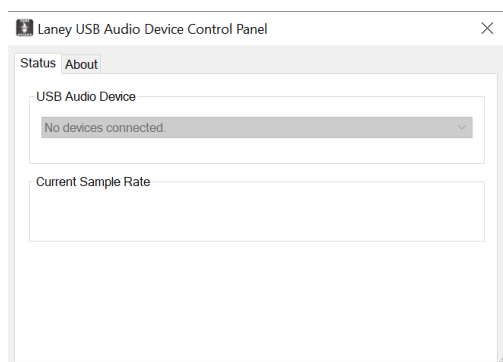 Laney USB Audio Device Control Panel
Status
About
USB Audio Device
No devices connected.
Current Sample Rate